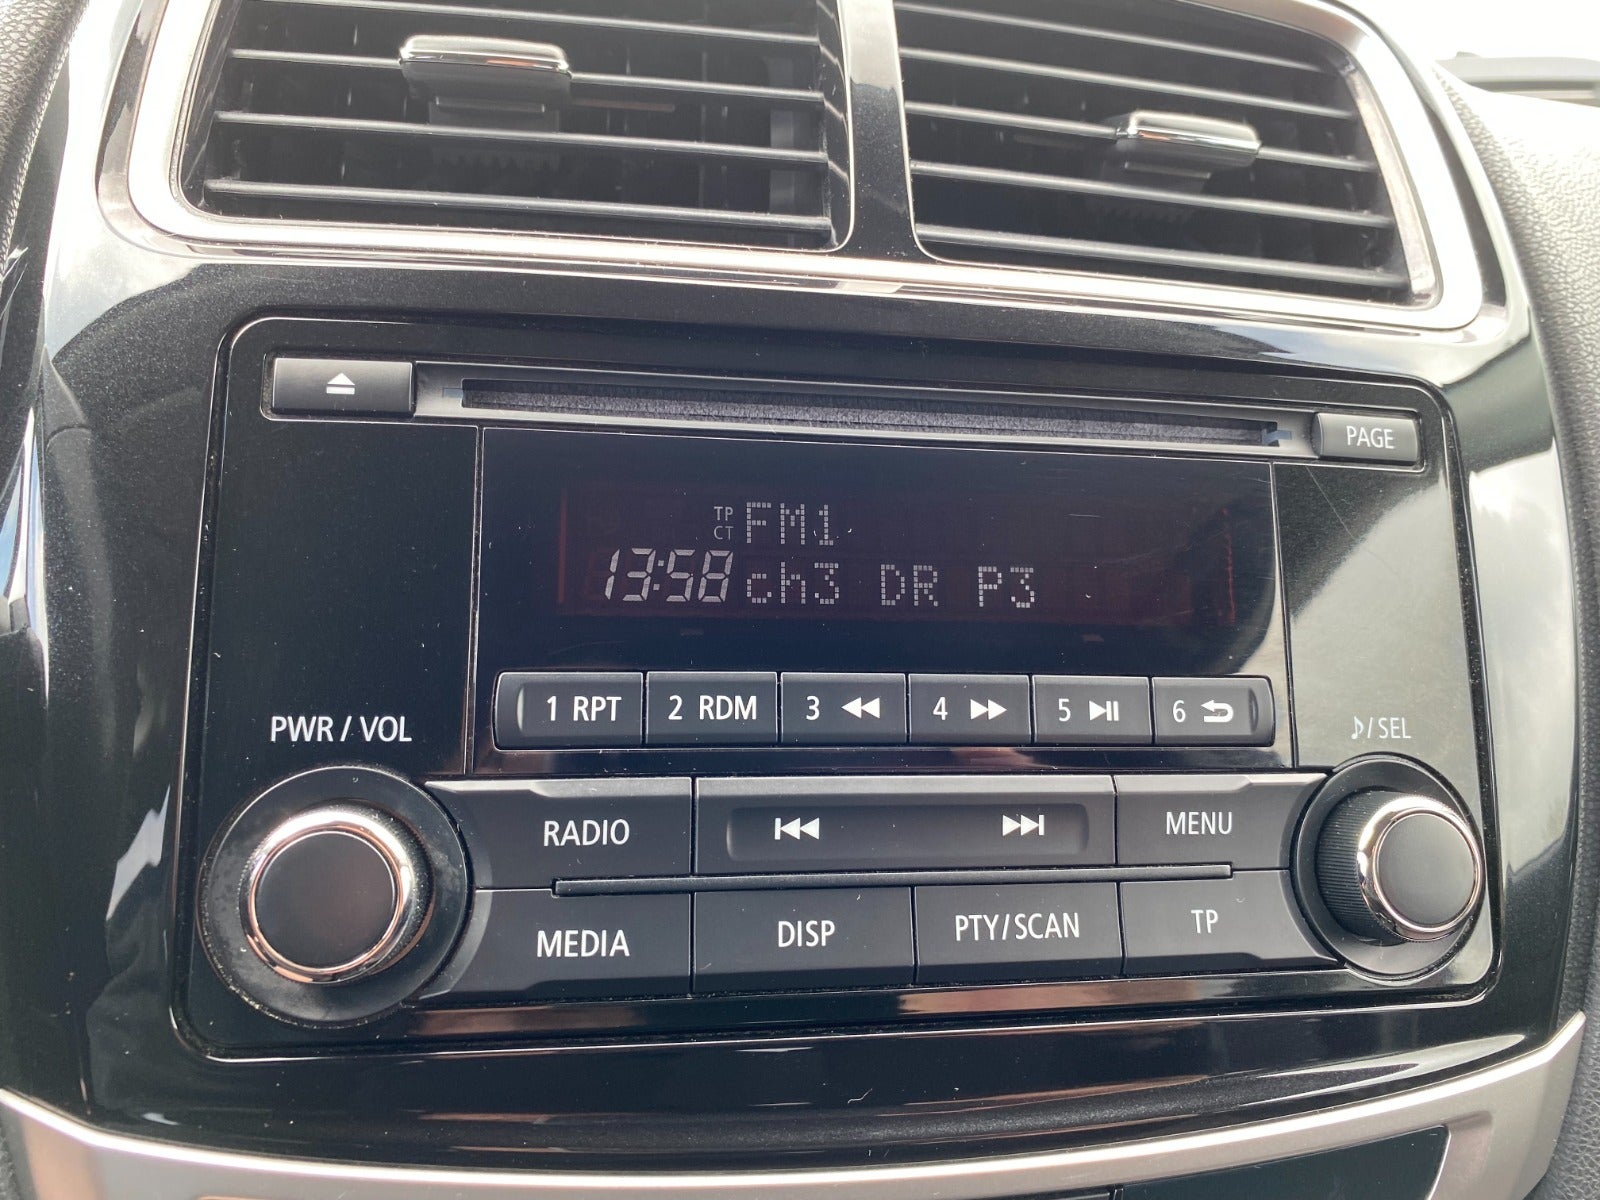 PAGE
TP
CT
FM1
13:58 ch3 DR P3
1 RPT 2 RDM 3 4 5 6
PWR / VOL
/ SEL
RADIO
MENU
MEDIA
DISP
PTY/SCAN
TP